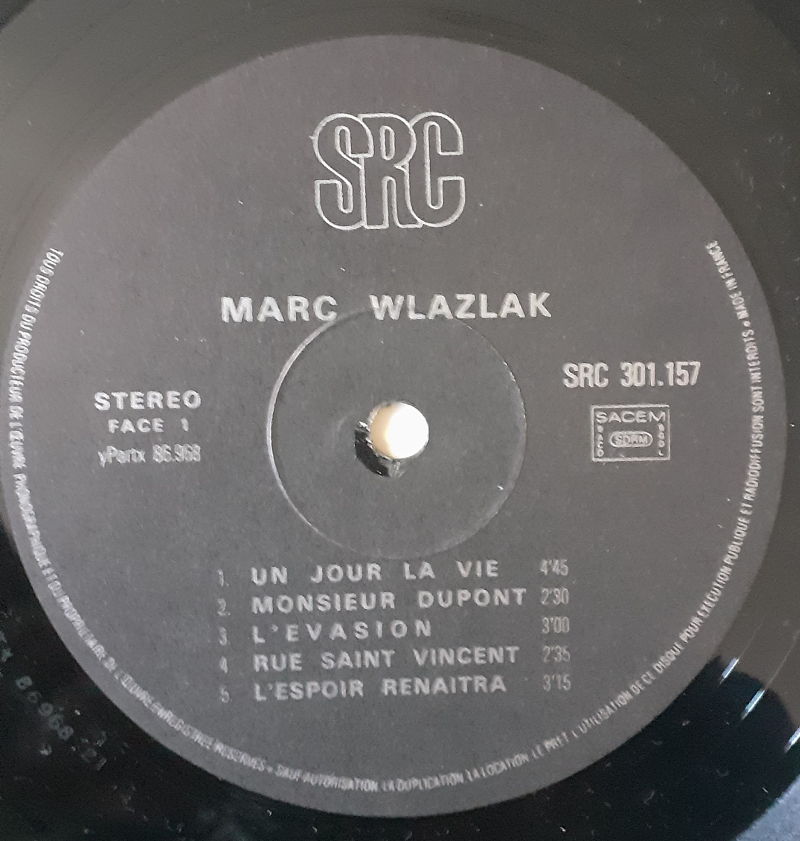 SRC
MARC WLAZLAK
STEREO
FACE 1
yPartx 86.968
SRC 301.157
SACEM
SACD
SDRM
SGDL
1. UN JOUR LA VIE 4'45
2. MONSIEUR DUPONT 2'30
3 L'EVASION 3'00
4 RUE SAINT VINCENT 2'35
5 L'ESPOIR RENAITRA 3'15
TOUS DROITS DU PRODUCTEUR DE L'ŒUVRE PHONOGRAPHIQUE ET DU PROPRIETAIRE DE L'ŒUVRE ENREGISTREE RESERVES • SAUF AUTORISATION LA DUPLICATION LA LOCATION LE PRET L'UTILISATION DE CE DISQUE POUR EXECUTION PUBLIQUE ET RADIODIFFUSION SONT INTERDITS • MADE IN FRANCE